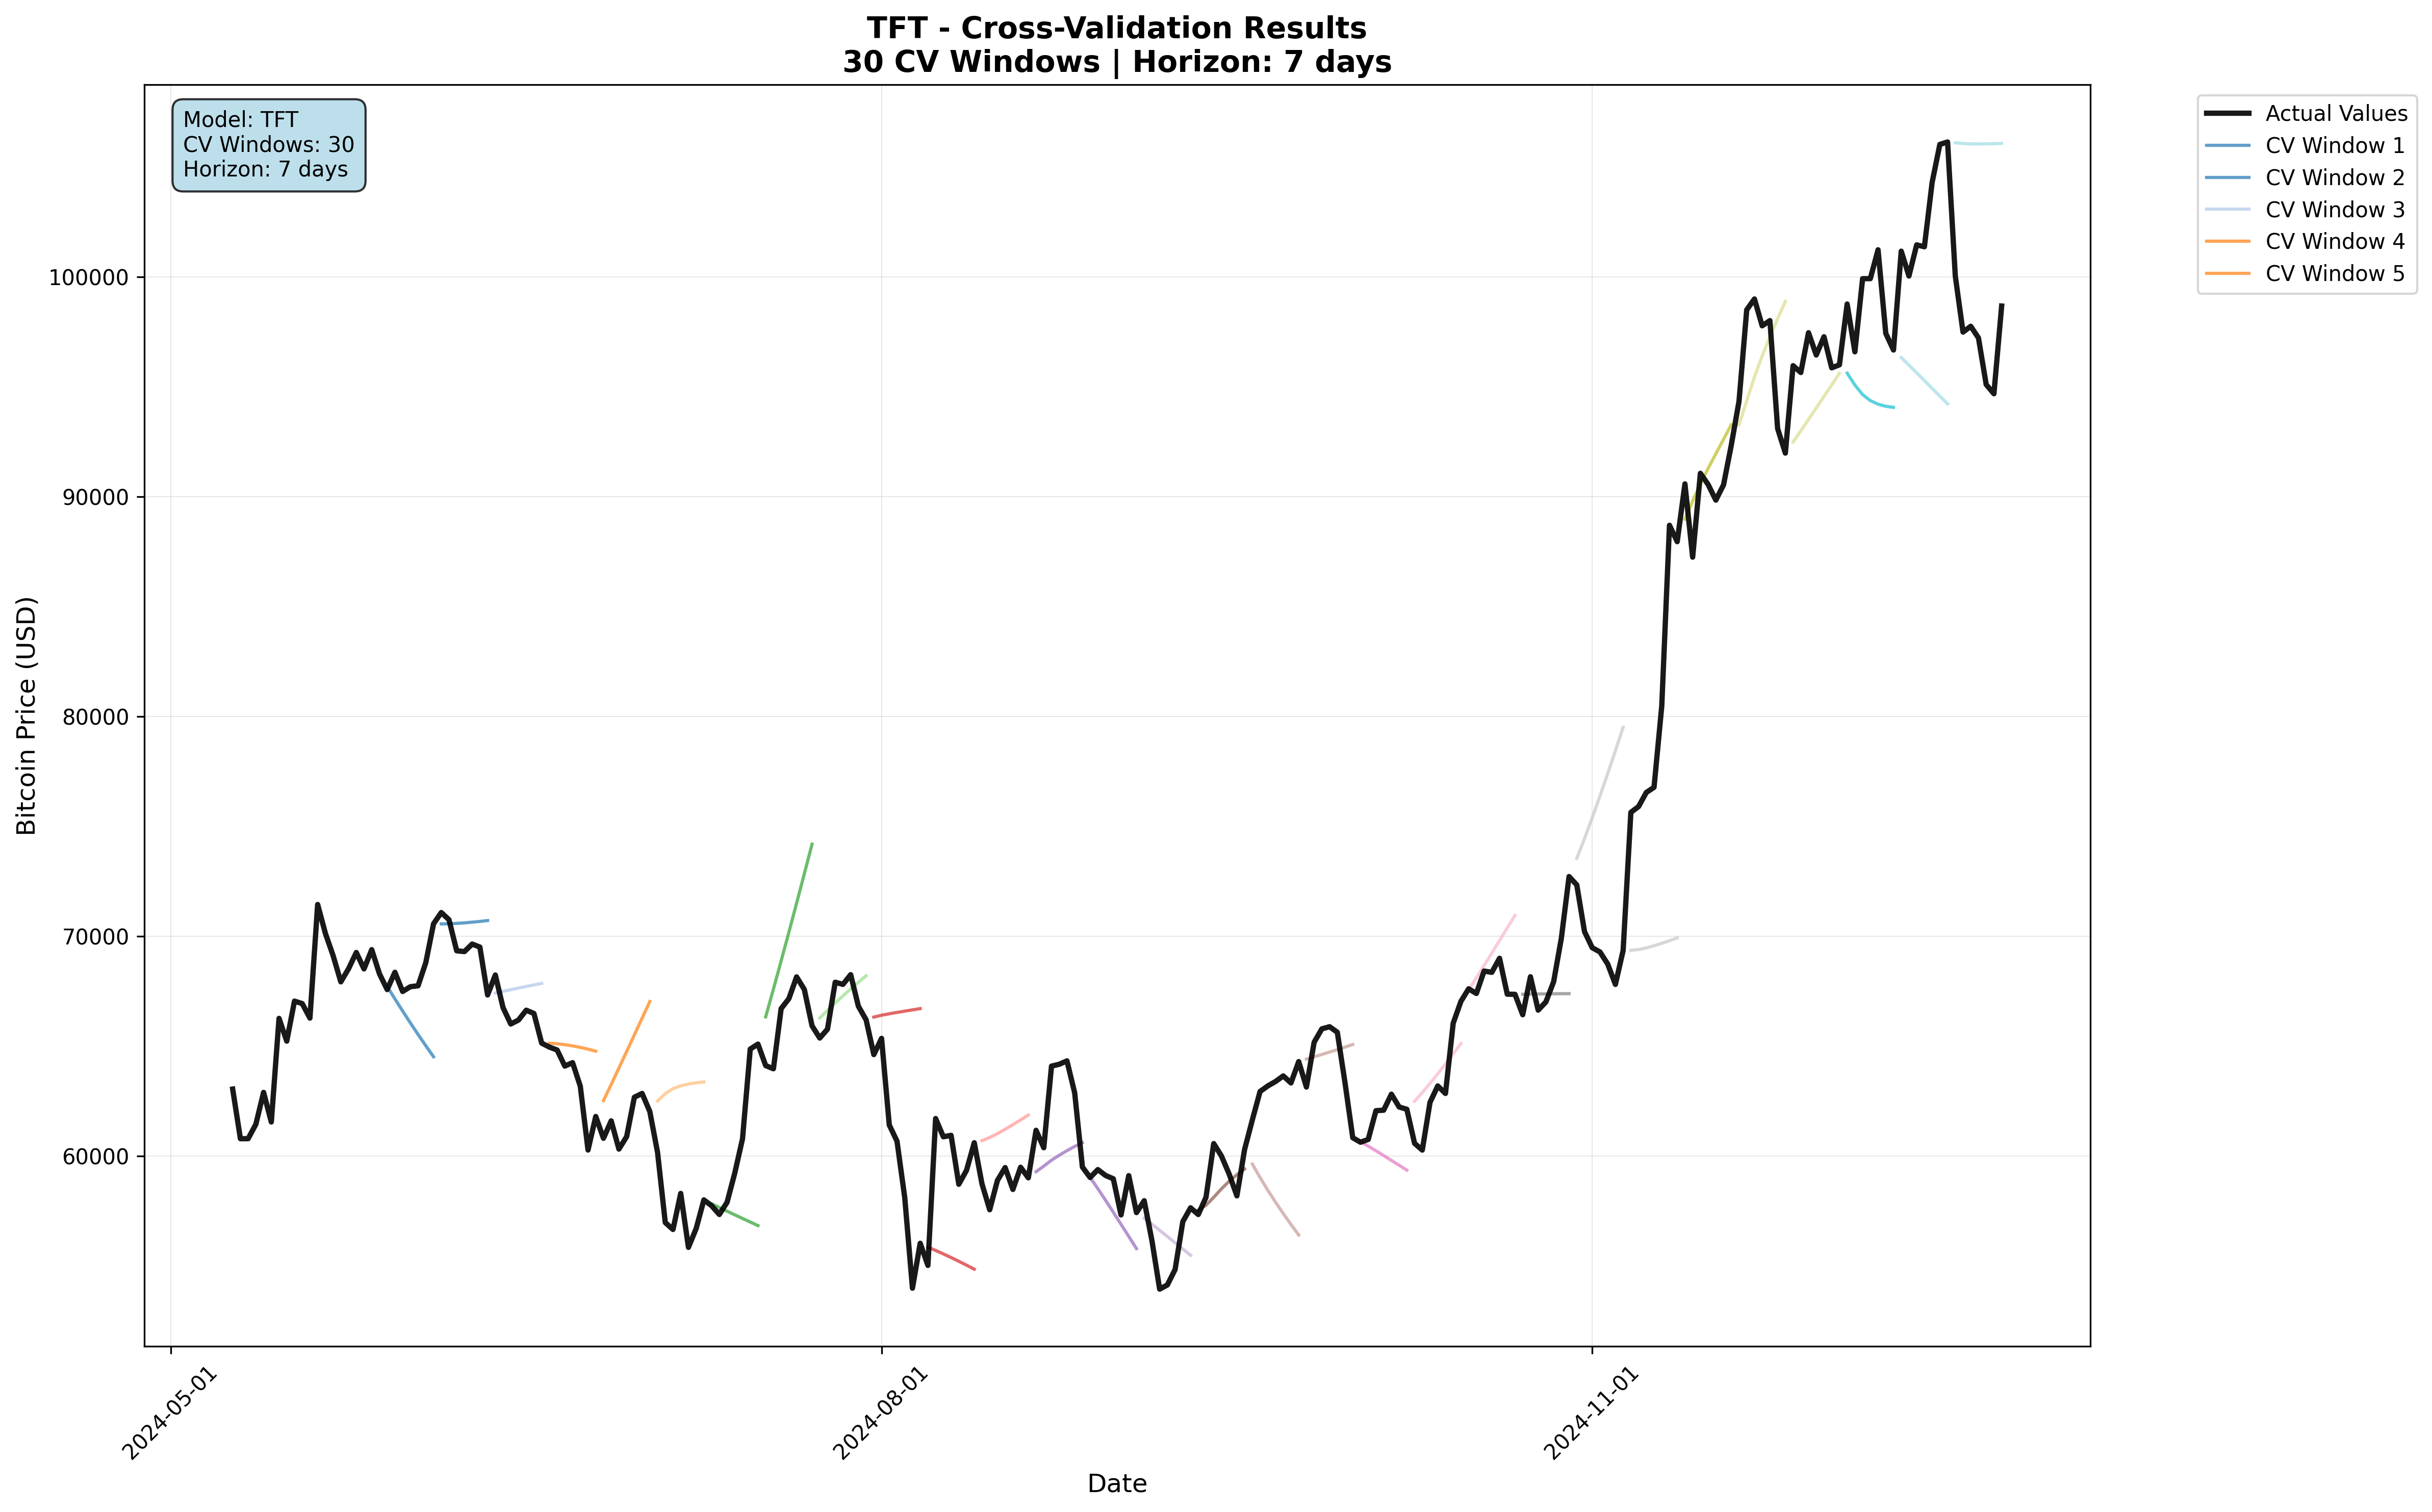 TFT - Cross-Validation Results
30 CV Windows | Horizon: 7 days
Model: TFT
CV Windows: 30
Horizon: 7 days
Actual Values
CV Window 1
CV Window 2
CV Window 3
CV Window 4
CV Window 5
Bitcoin Price (USD)
100000
90000
80000
70000
60000
2024-05-01
2024-08-01
2024-11-01
Date